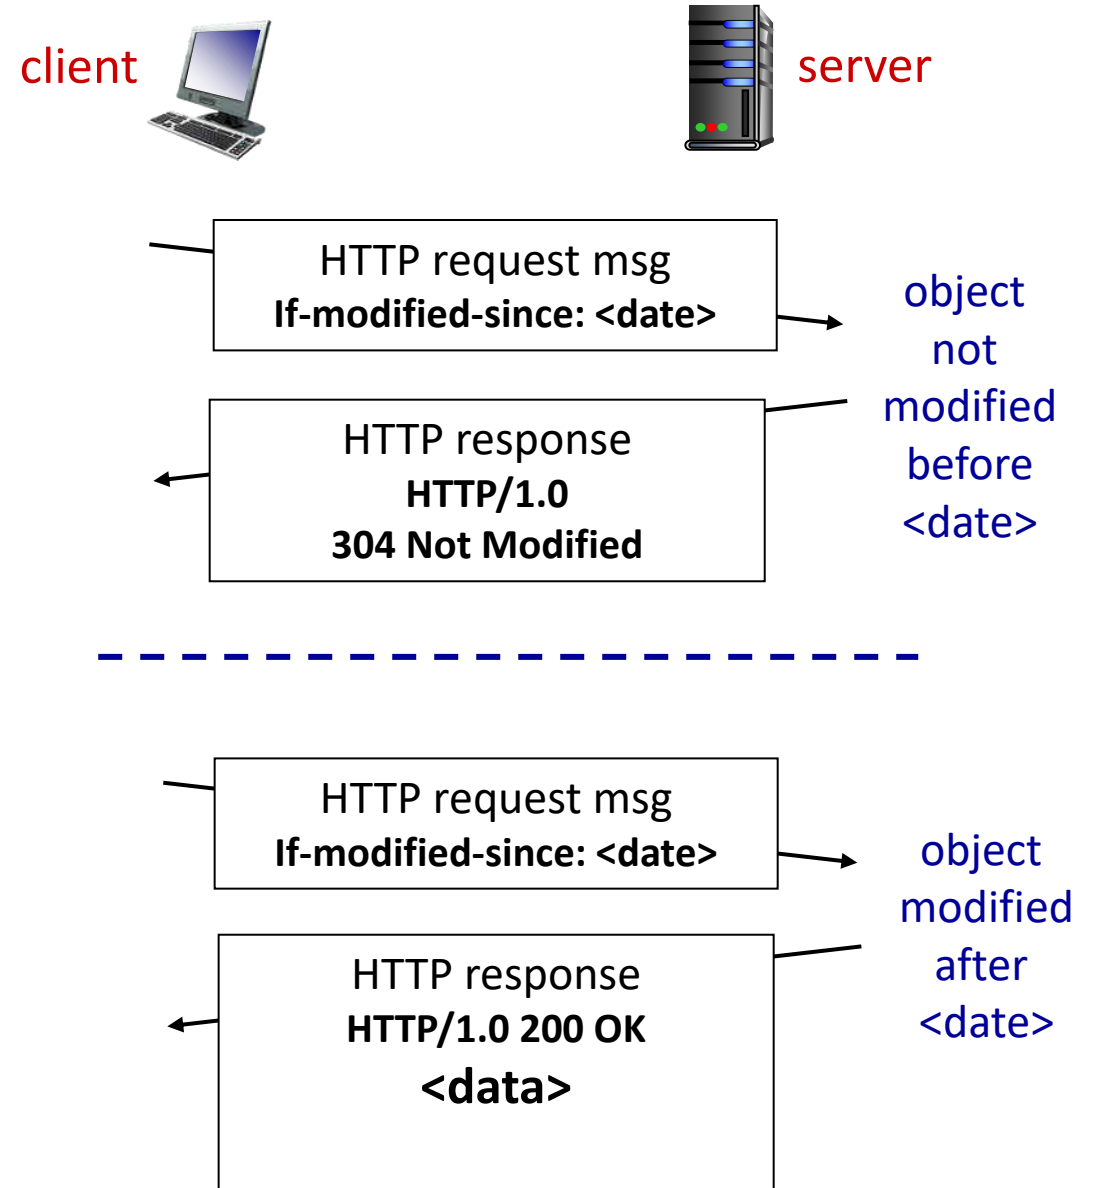 client
server
HTTP request msg
If-modified-since: <date>
object
not
modified
before
<date>
HTTP response
HTTP/1.0
304 Not Modified
HTTP request msg
If-modified-since: <date>
object
modified
after
<date>
HTTP response
HTTP/1.0 200 OK
<data>